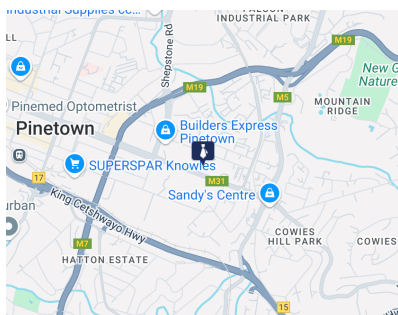 Industrial Supplies cc...
FALCON
INDUSTRIAL PARK
LL
Shepstone Rd
M19
M19
New G
Nature
M5
MOUNTAIN
RIDGE
Pinemed Optometrist
Pinetown
Builders Express
Pinetown
SUPERSPAR Knowles
17
M31
Sandy's Centre
urban
King Cetshwayo Hwy
COWIES
HILL PARK
COWIES
M7
HATTON ESTATE
15